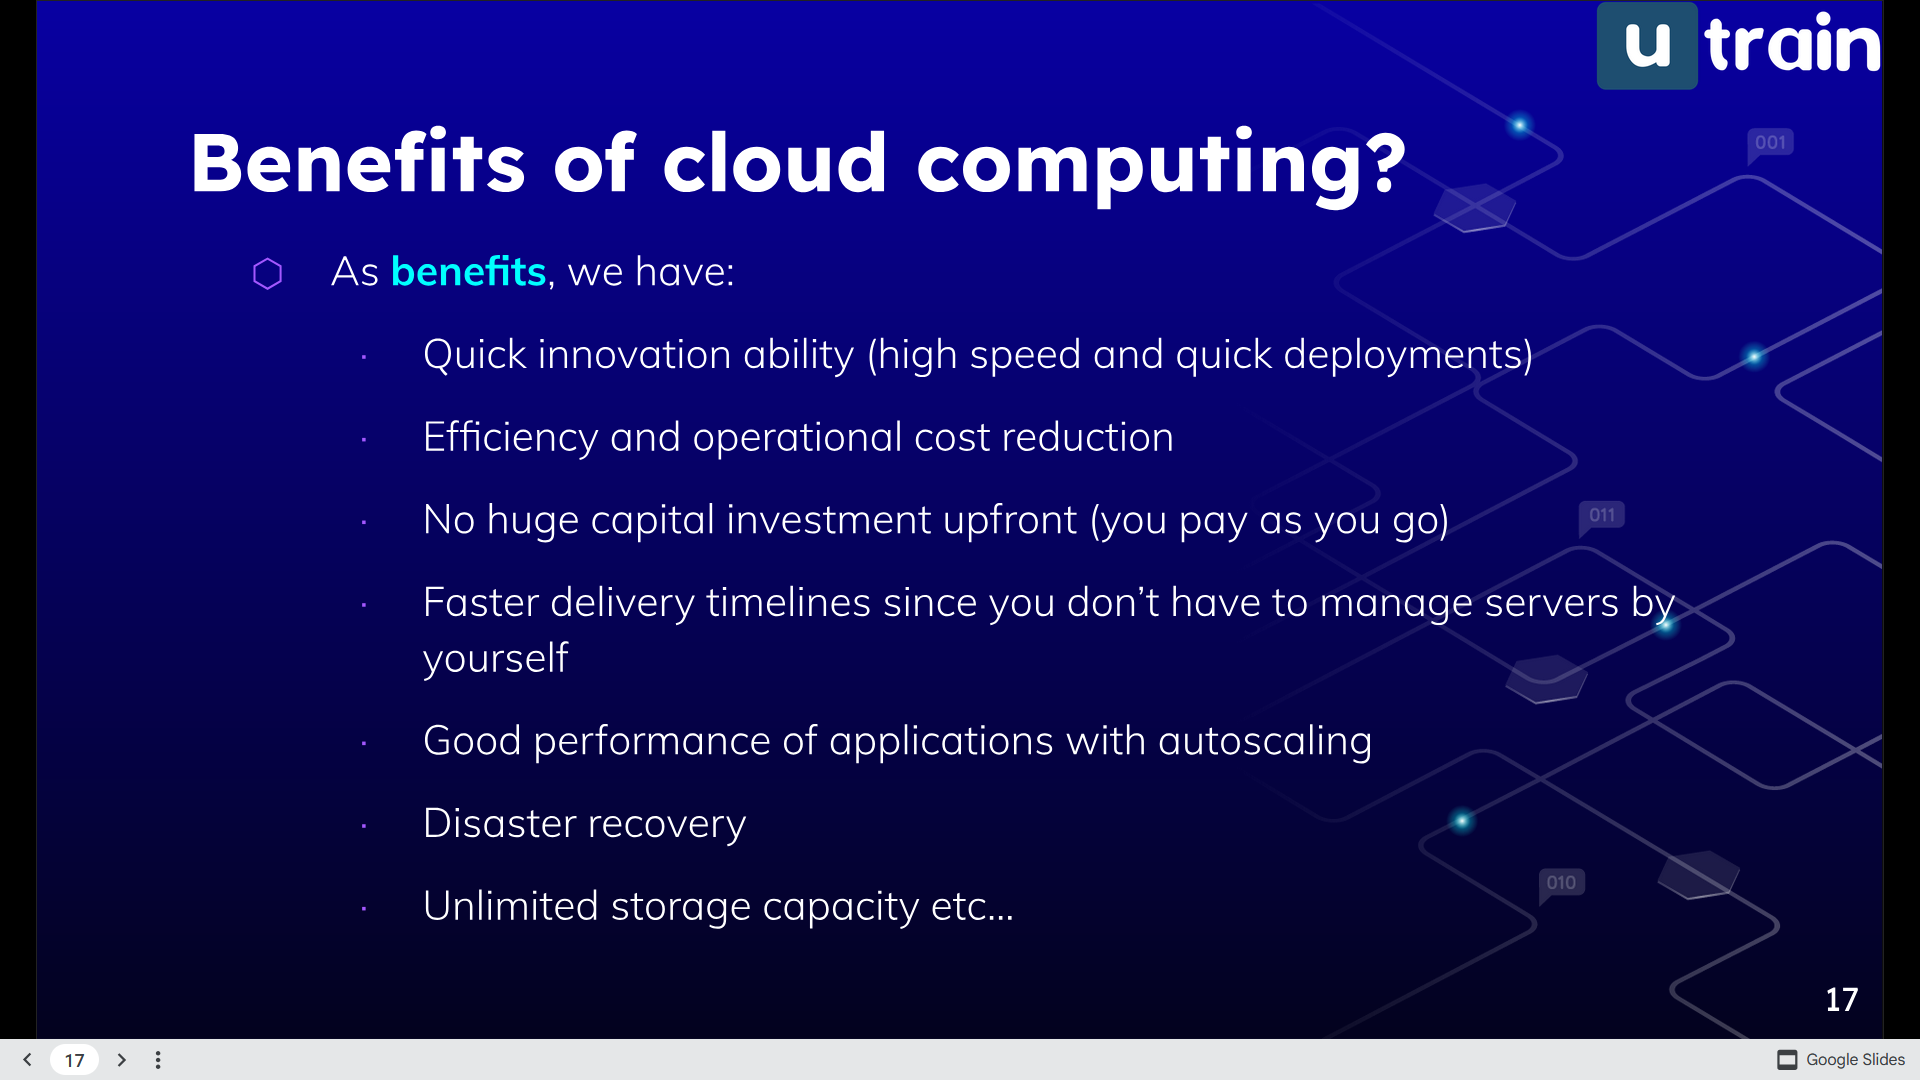 u train
001
Benefits of cloud computing?
As benefits, we have:
· Quick innovation ability (high speed and quick deployments)
· Efficiency and operational cost reduction
· No huge capital investment upfront (you pay as you go)
011
· Faster delivery timelines since you don’t have to manage servers by
yourself
· Good performance of applications with autoscaling
· Disaster recovery
010
· Unlimited storage capacity etc...
17
17
Google Slides